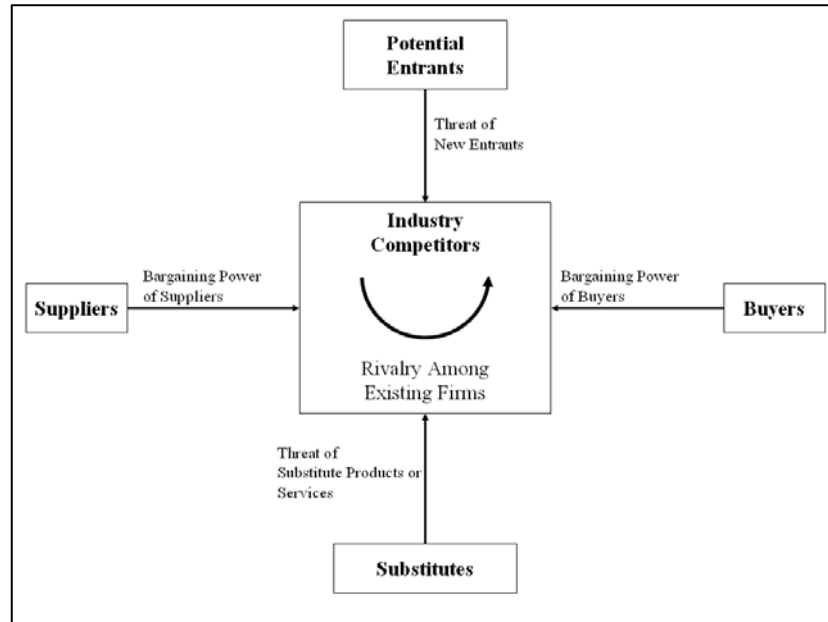 Potential
Entrants
Threat of
New Entrants
Industry
Competitors
Bargaining Power
of Suppliers
Suppliers
Bargaining Power
of Buyers
Buyers
Rivalry Among
Existing Firms
Threat of
Substitute Products or
Services
Substitutes